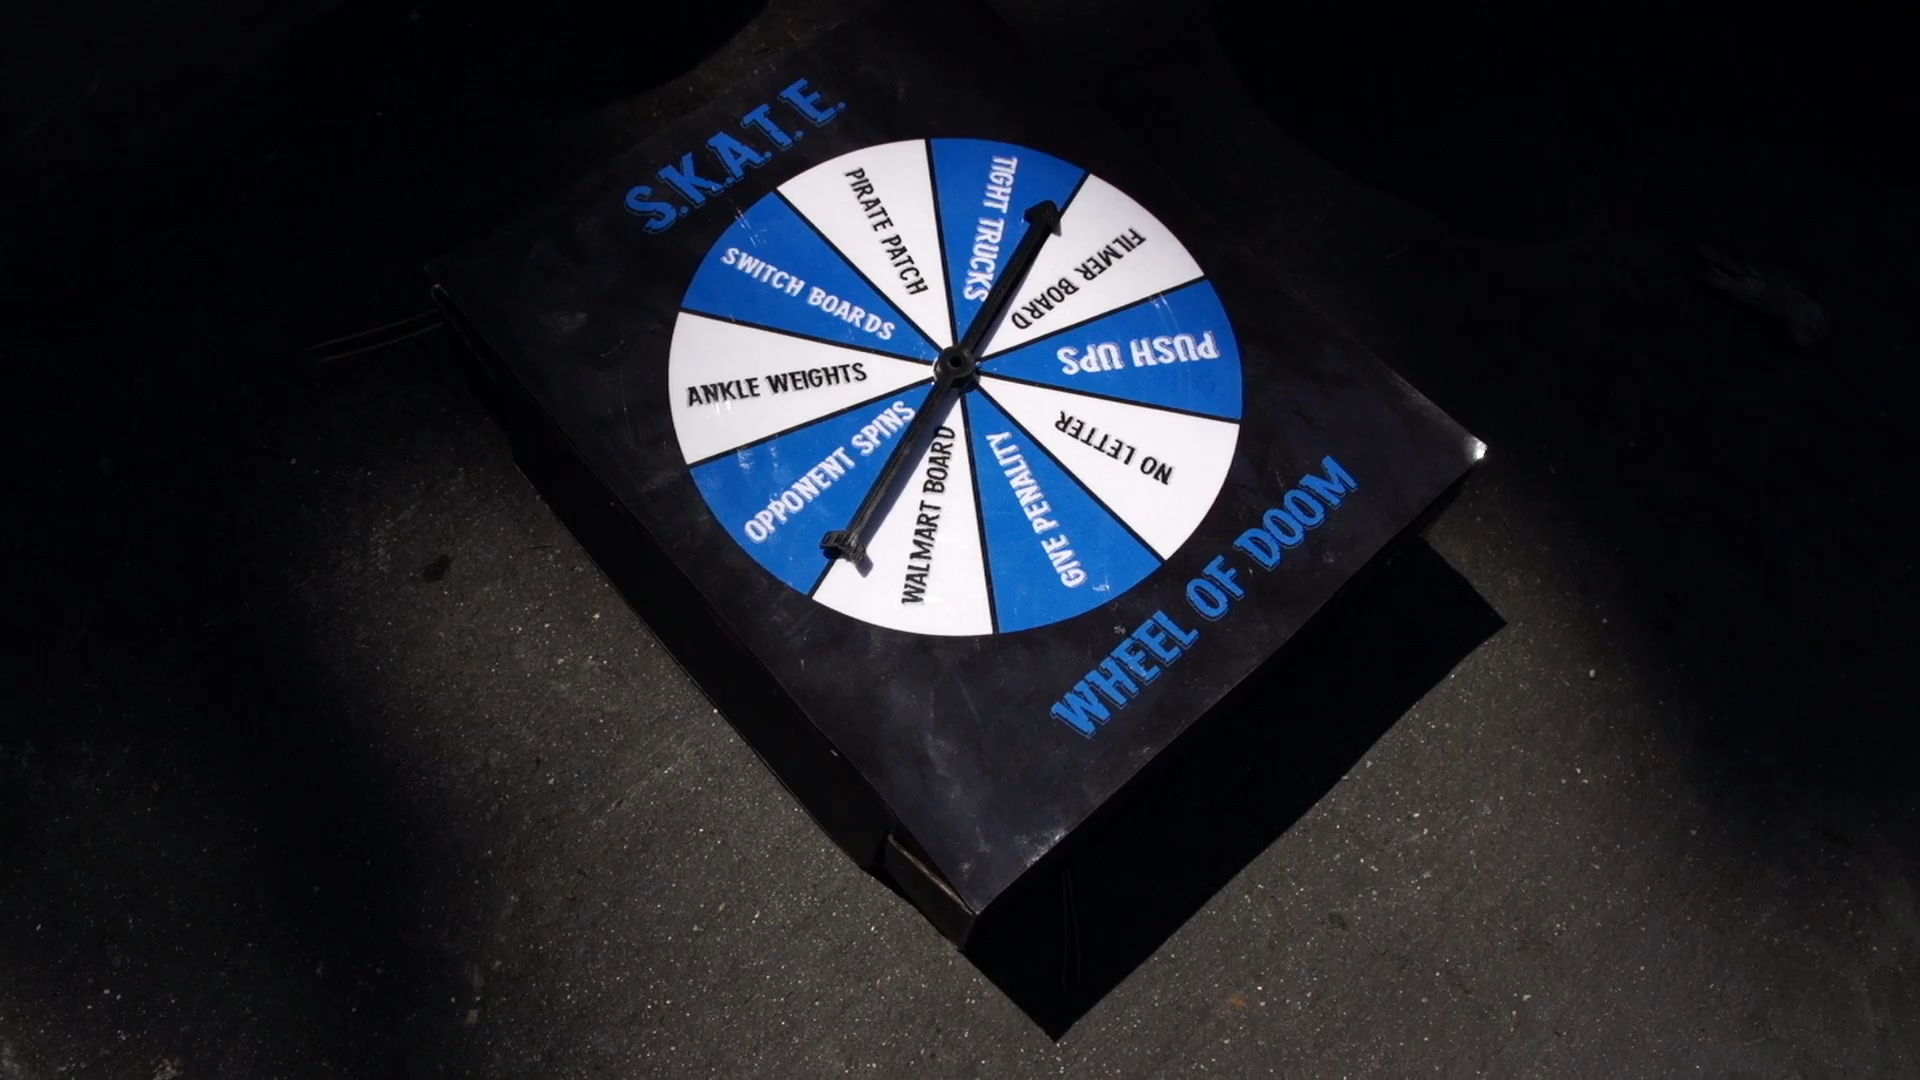 S.K.A.T.E.
PIRATE PATCH
TIGHT TRUCKS
FILMER BOARD
PUSH UPS
NO LETTER
GIVE PENALITY
WALMART BOARD
OPPONENT SPINS
ANKLE WEIGHTS
SWITCH BOARDS
WHEEL OF DOOM